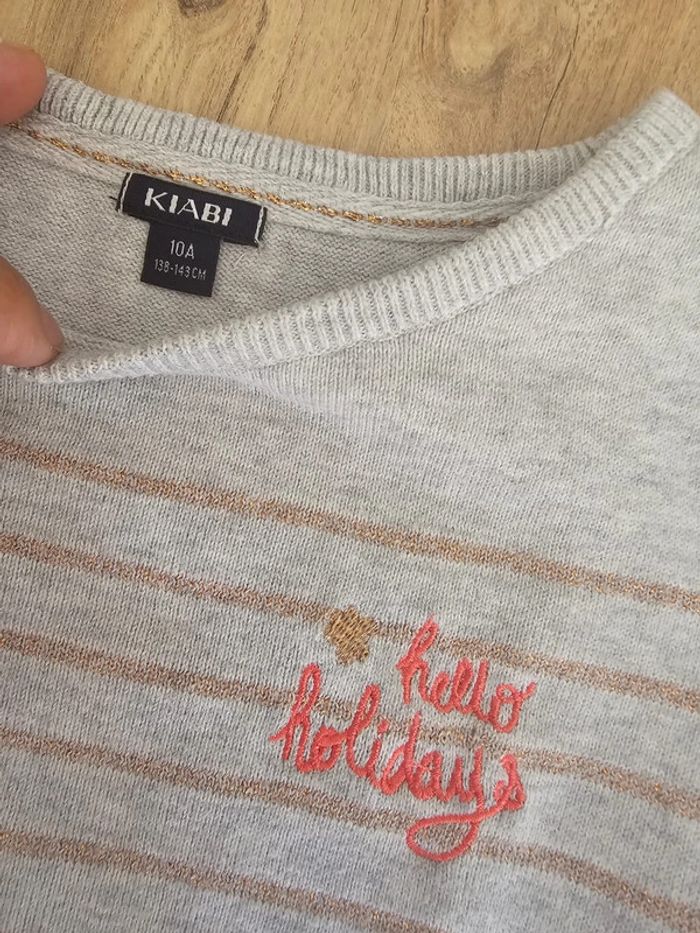 KIABI
10A
138-143 CM
hello
holidays